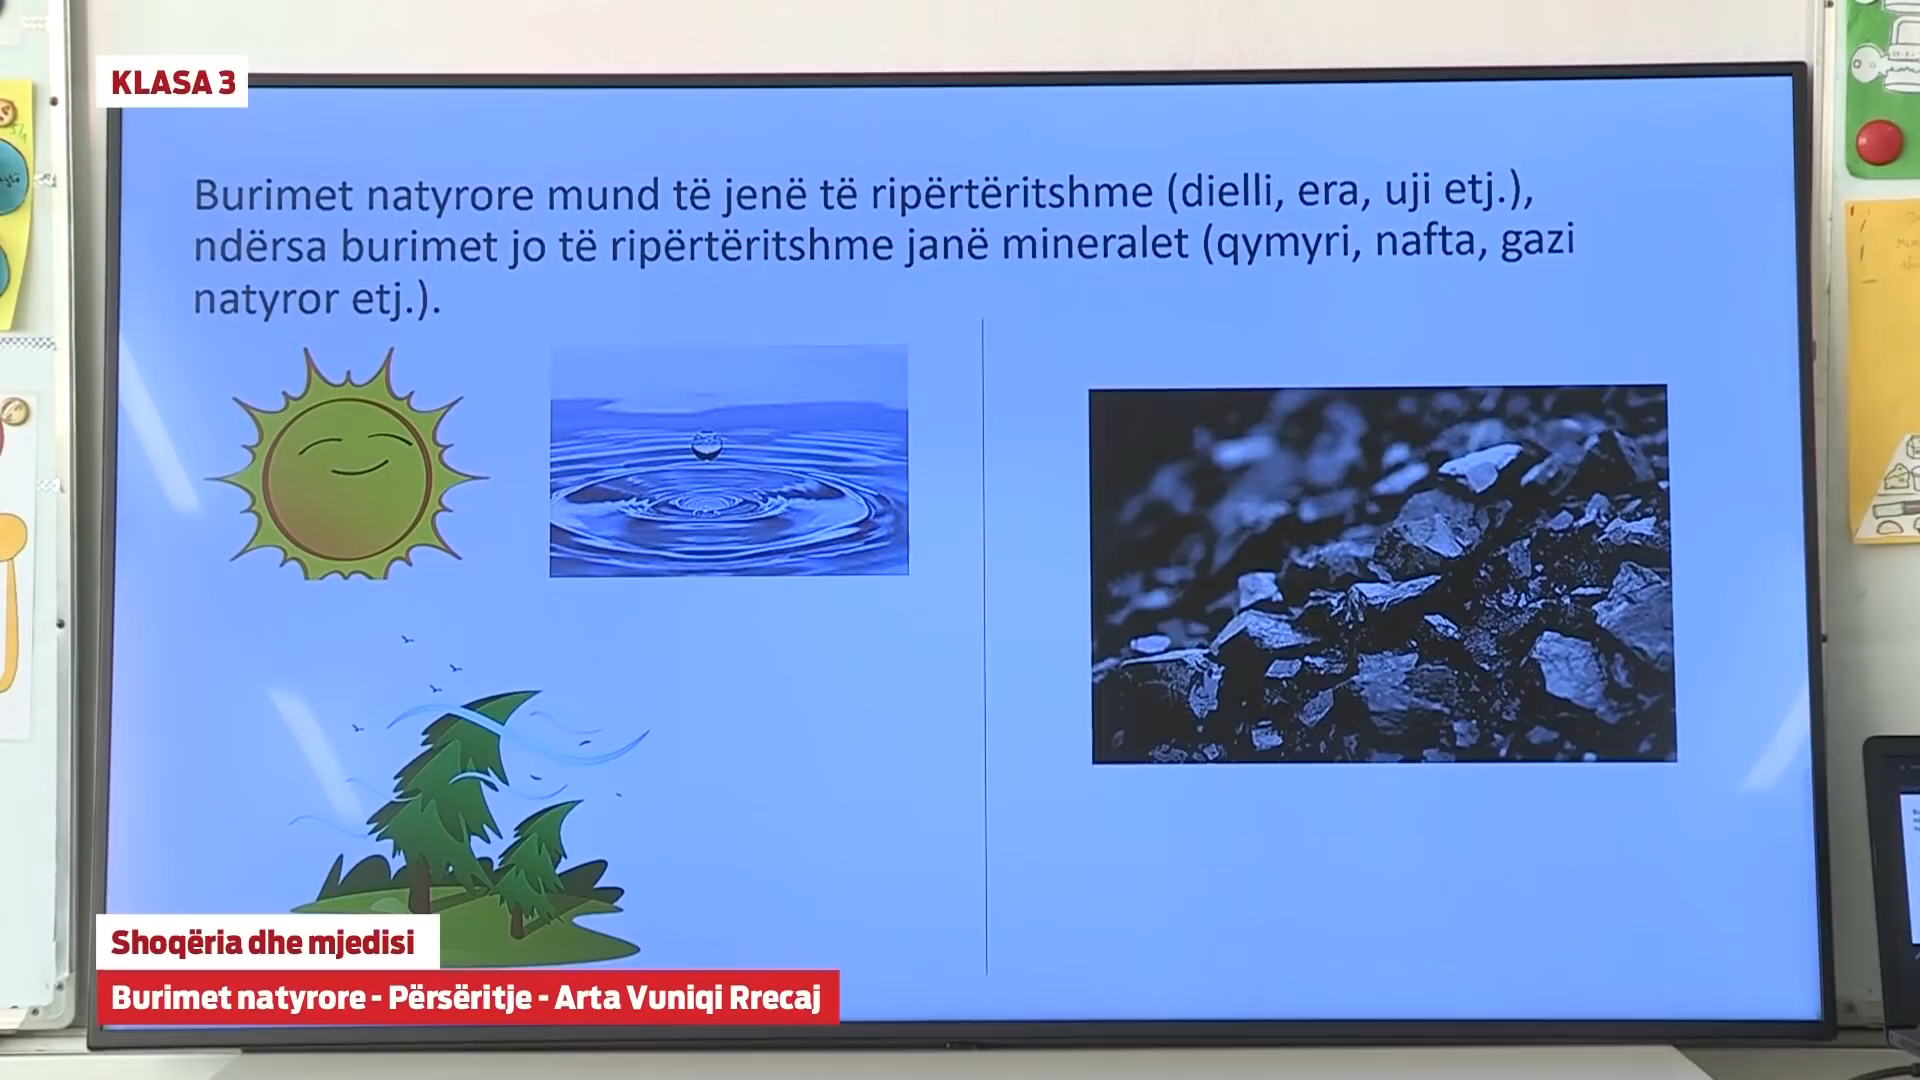 KLASA 3
Burimet natyrore mund të jenë të ripërtëritshme (dielli, era, uji etj.),
ndërsa burimet jo të ripërtëritshme janë mineralet (qymyri, nafta, gazi
natyror etj.).
Shoqëria dhe mjedisi
Burimet natyrore - Përsëritje - Arta Vuniqi Rrecaj